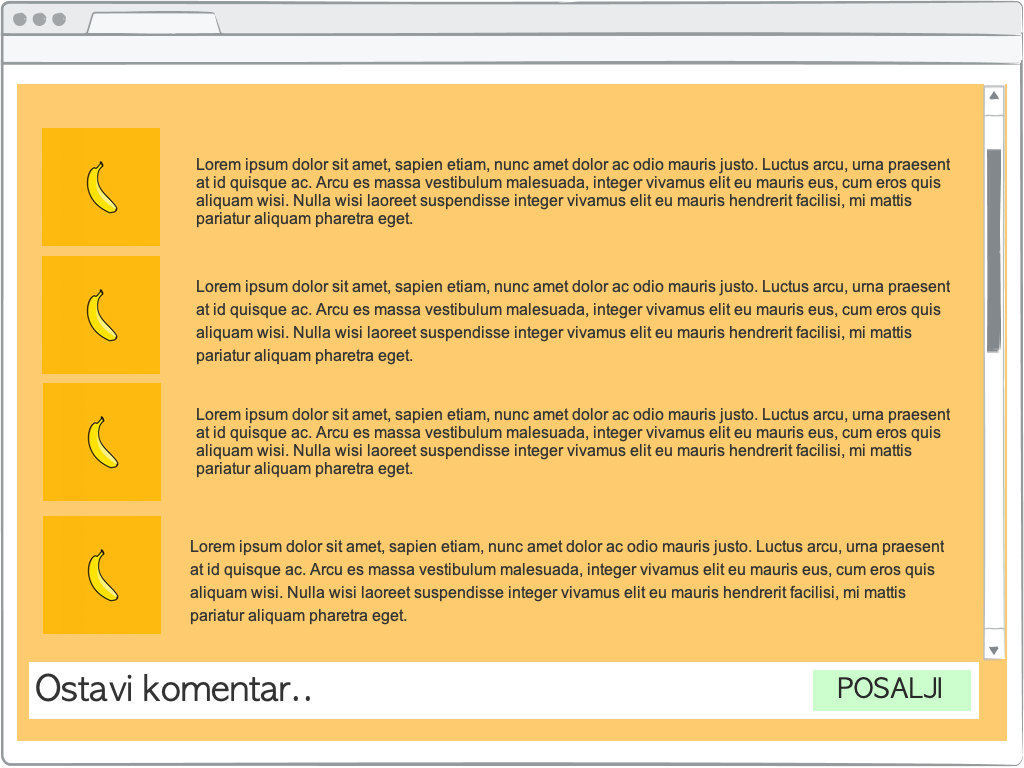 Lorem ipsum dolor sit amet, sapien etiam, nunc amet dolor ac odio mauris justo. Luctus arcu, urna praesent
at id quisque ac. Arcu es massa vestibulum malesuada, integer vivamus elit eu mauris eus, cum eros quis
aliquam wisi. Nulla wisi laoreet suspendisse integer vivamus elit eu mauris hendrerit facilisi, mi mattis
pariatur aliquam pharetra eget.
Lorem ipsum dolor sit amet, sapien etiam, nunc amet dolor ac odio mauris justo. Luctus arcu, urna praesent
at id quisque ac. Arcu es massa vestibulum malesuada, integer vivamus elit eu mauris eus, cum eros quis
aliquam wisi. Nulla wisi laoreet suspendisse integer vivamus elit eu mauris hendrerit facilisi, mi mattis
pariatur aliquam pharetra eget.
Lorem ipsum dolor sit amet, sapien etiam, nunc amet dolor ac odio mauris justo. Luctus arcu, urna praesent
at id quisque ac. Arcu es massa vestibulum malesuada, integer vivamus elit eu mauris eus, cum eros quis
aliquam wisi. Nulla wisi laoreet suspendisse integer vivamus elit eu mauris hendrerit facilisi, mi mattis
pariatur aliquam pharetra eget.
Lorem ipsum dolor sit amet, sapien etiam, nunc amet dolor ac odio mauris justo. Luctus arcu, urna praesent
at id quisque ac. Arcu es massa vestibulum malesuada, integer vivamus elit eu mauris eus, cum eros quis
aliquam wisi. Nulla wisi laoreet suspendisse integer vivamus elit eu mauris hendrerit facilisi, mi mattis
pariatur aliquam pharetra eget.
Ostavi komentar..
POSALJI